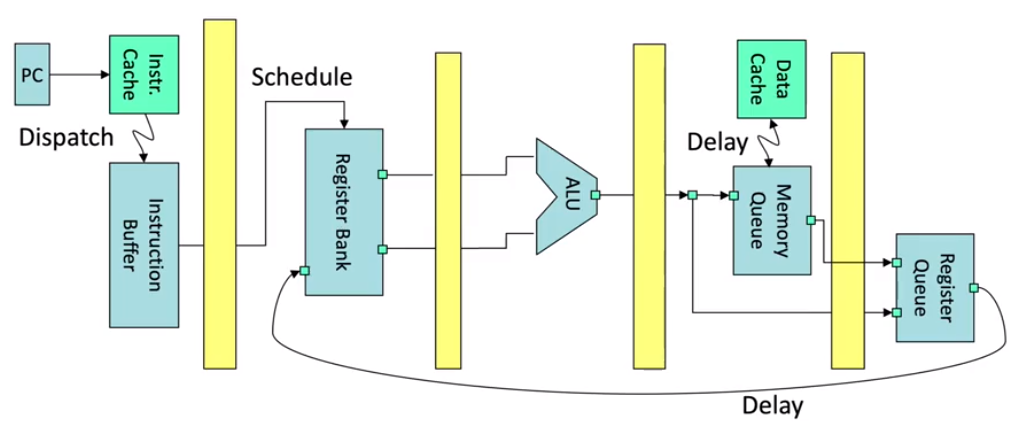 PC
Instr.
Cache
Dispatch
Instruction
Buffer
Schedule
Register Bank
ALU
Data
Cache
Delay
Memory
Queue
Register
Queue
Delay